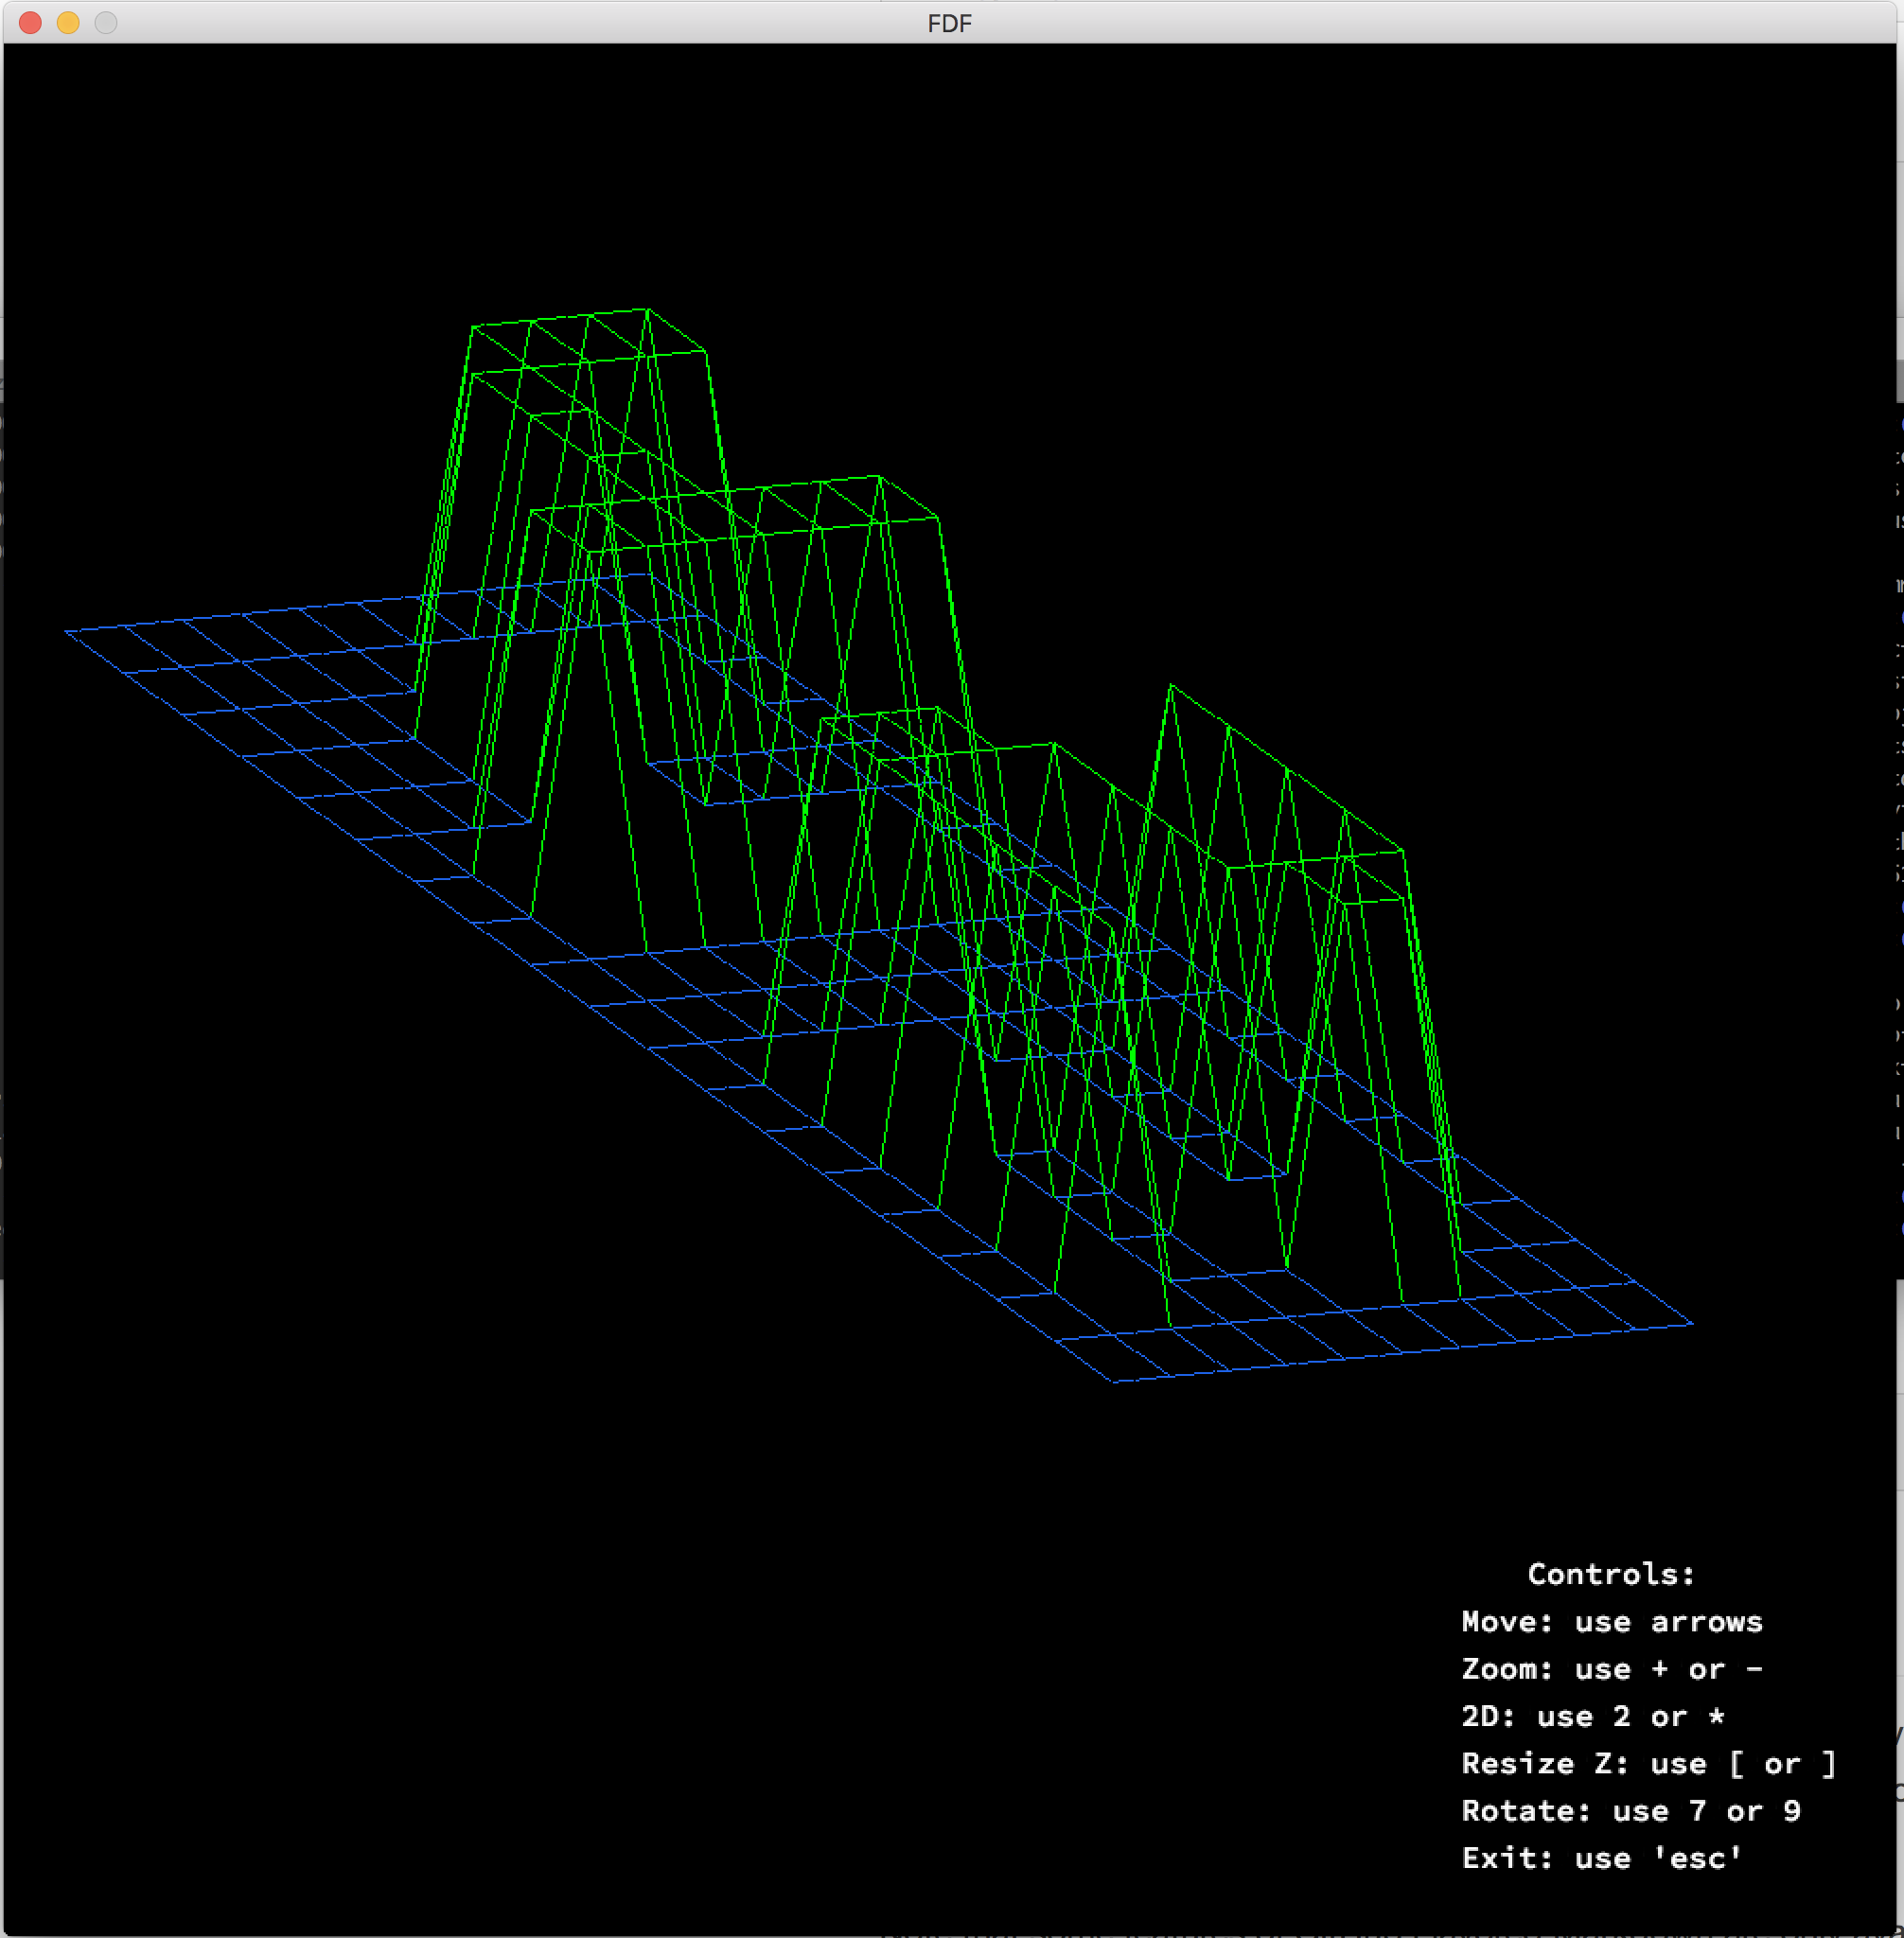 FDF
Controls:
Move: use arrows
Zoom: use + or -
2D: use 2 or *
Resize Z: use [ or ]
Rotate: use 7 or 9
Exit: use 'esc'